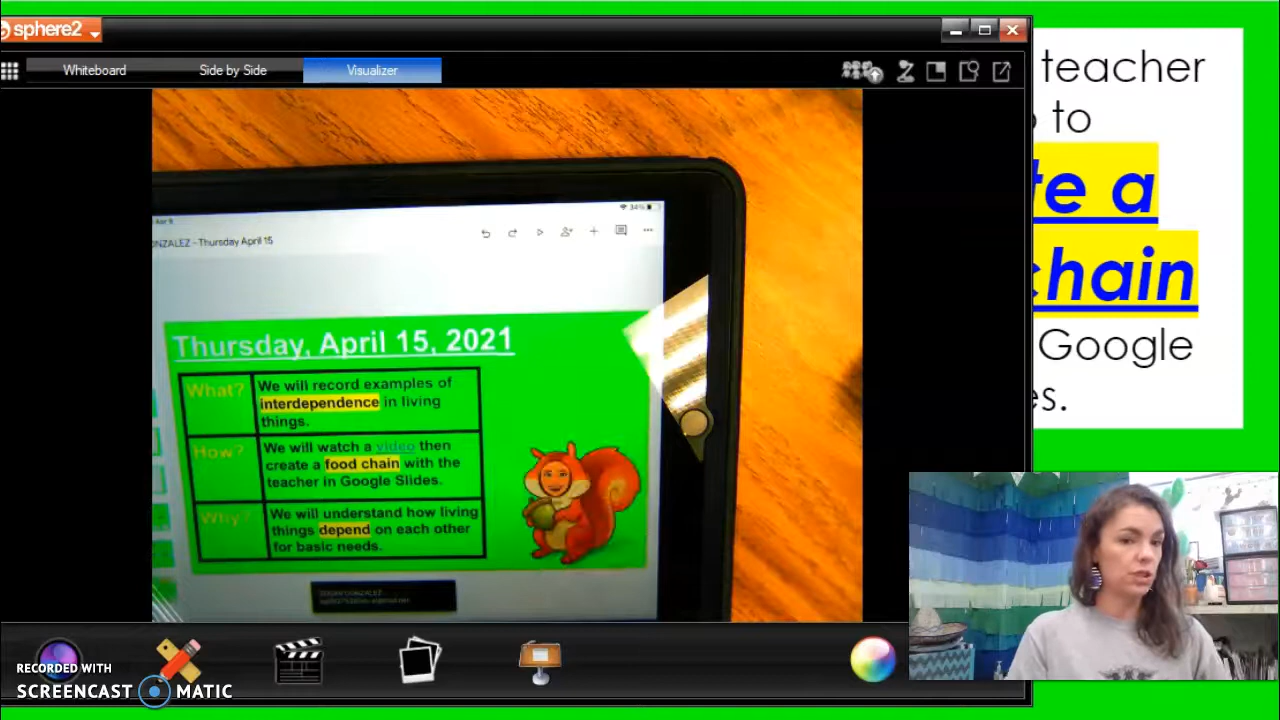 sphere2
Whiteboard
Side by Side
Visualizer
teacher
to
te a
chain
Google
es.
34%
ONZALEZ - Thursday April 15
Thursday, April 15, 2021
What?
We will record examples of
interdependence in living
things.
How?
We will watch a video then
create a food chain with the
teacher in Google Slides.
Why?
We will understand how living
things depend on each other
for basic needs.
GONZALEZ
RECORDED WITH
SCREENCAST MATIC